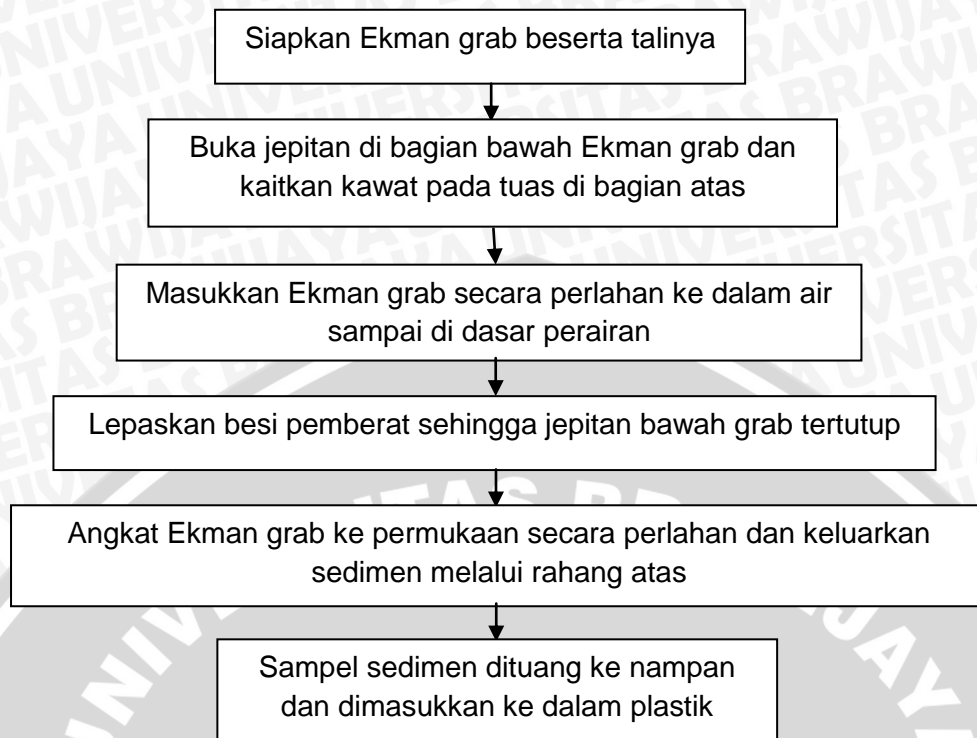 Siapkan Ekman grab beserta talinya
Buka jepitan di bagian bawah Ekman grab dan
kaitkan kawat pada tuas di bagian atas
Masukkan Ekman grab secara perlahan ke dalam air
sampai di dasar perairan
Lepaskan besi pemberat sehingga jepitan bawah grab tertutup
Angkat Ekman grab ke permukaan secara perlahan dan keluarkan
sedimen melalui rahang atas
Sampel sedimen dituang ke nampan
dan dimasukkan ke dalam plastik